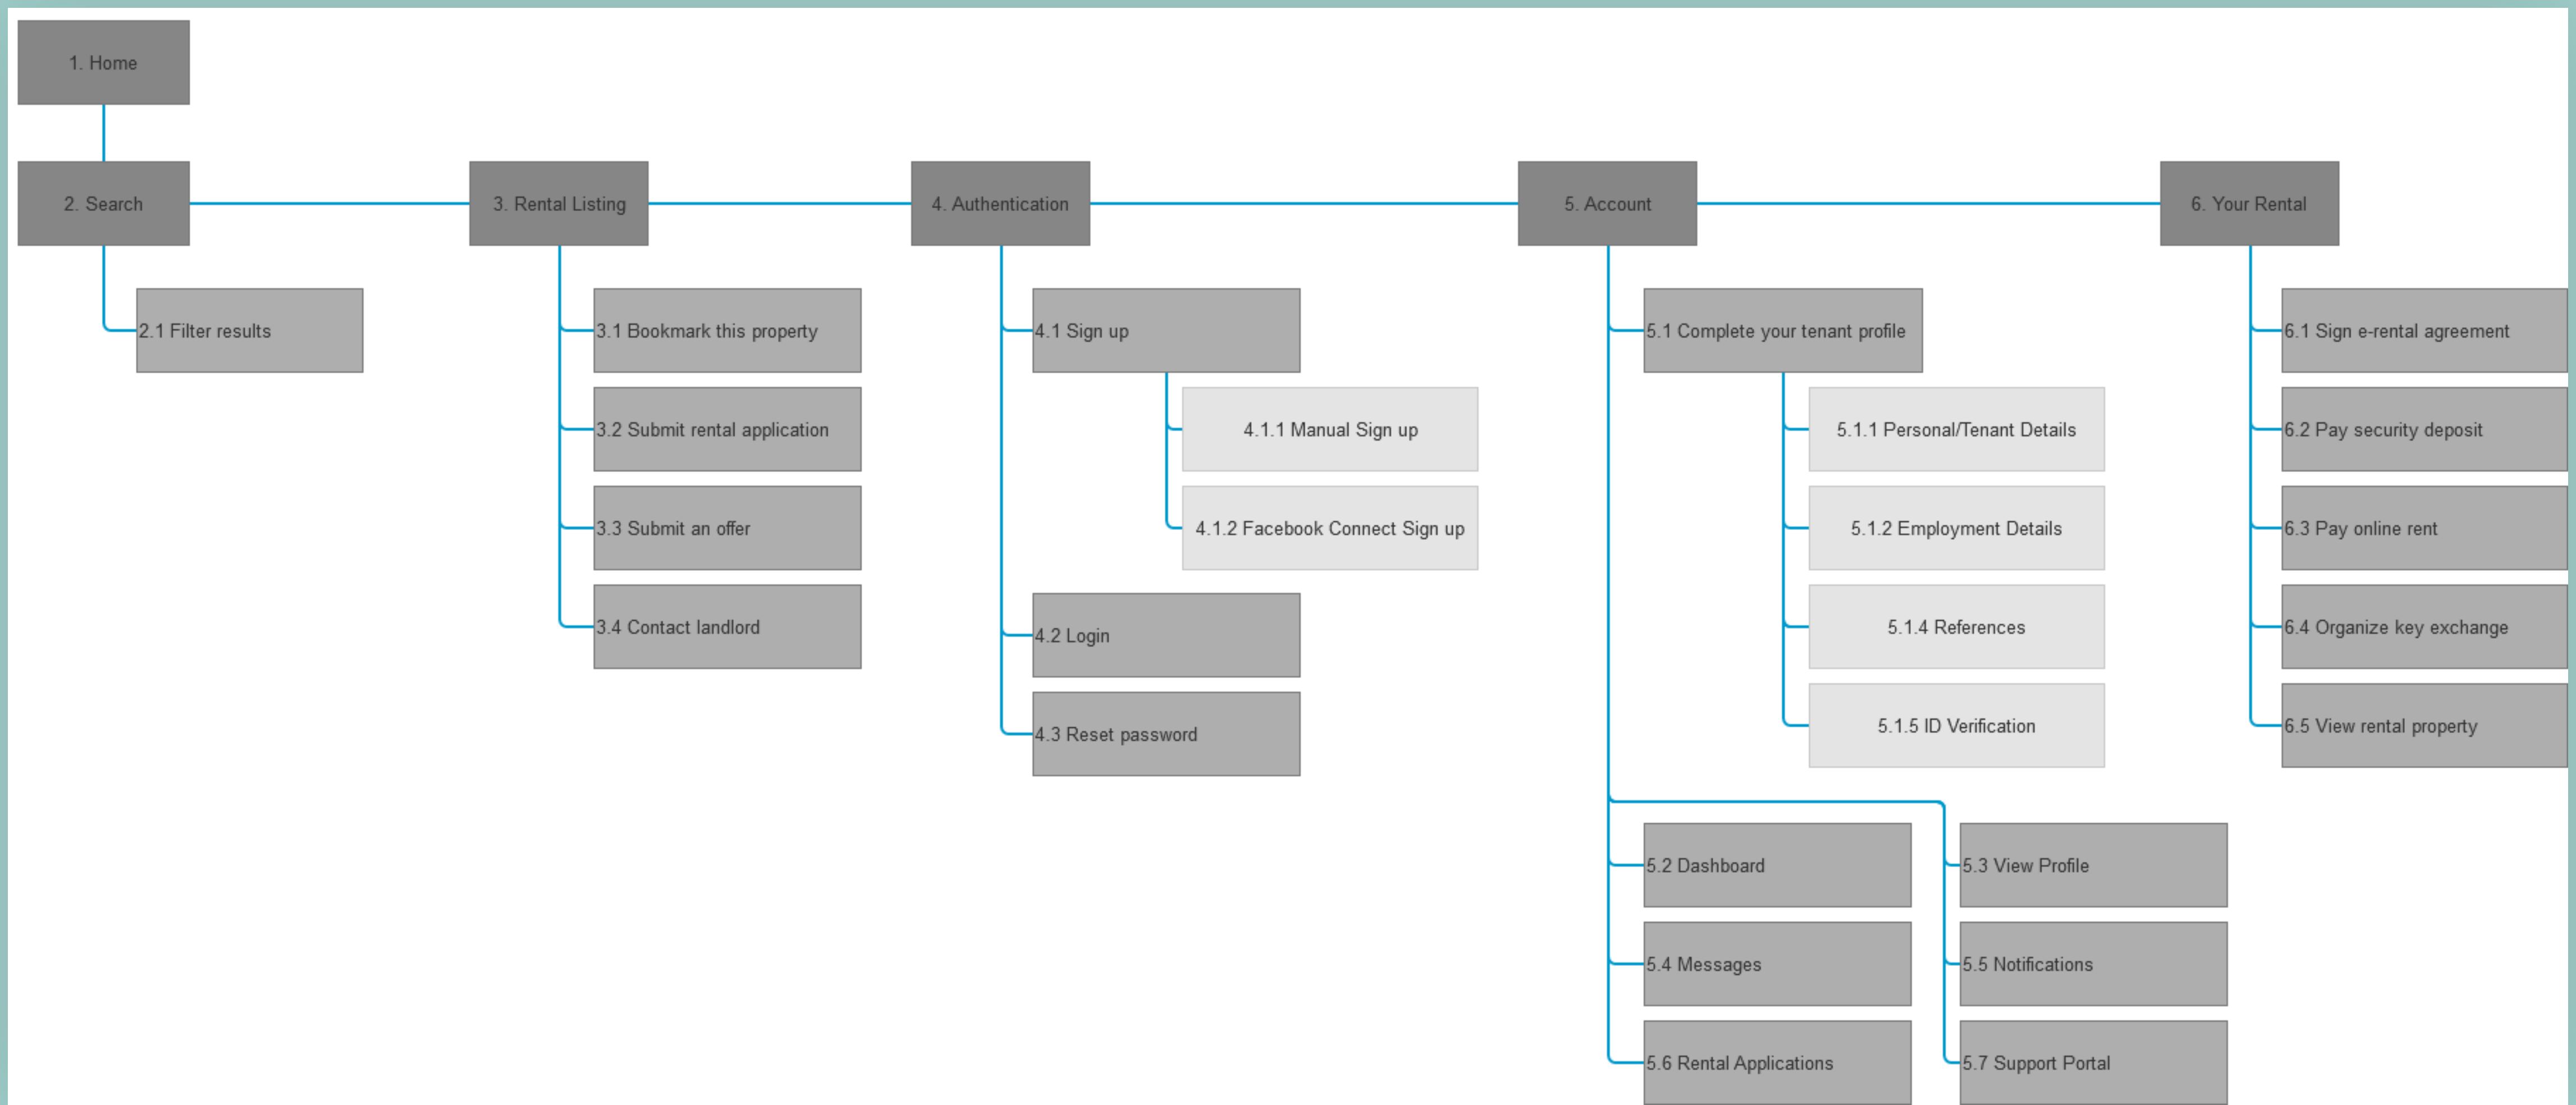 1. Home
2. Search
3. Rental Listing
4. Authentication
5. Account
6. Your Rental
2.1 Filter results
3.1 Bookmark this property
3.2 Submit rental application
3.3 Submit an offer
3.4 Contact landlord
4.1 Sign up
4.1.1 Manual Sign up
4.1.2 Facebook Connect Sign up
4.2 Login
4.3 Reset password
5.1 Complete your tenant profile
5.1.1 Personal/Tenant Details
5.1.2 Employment Details
5.1.4 References
5.1.5 ID Verification
5.2 Dashboard
5.3 View Profile
5.4 Messages
5.5 Notifications
5.6 Rental Applications
5.7 Support Portal
6.1 Sign e-rental agreement
6.2 Pay security deposit
6.3 Pay online rent
6.4 Organize key exchange
6.5 View rental property